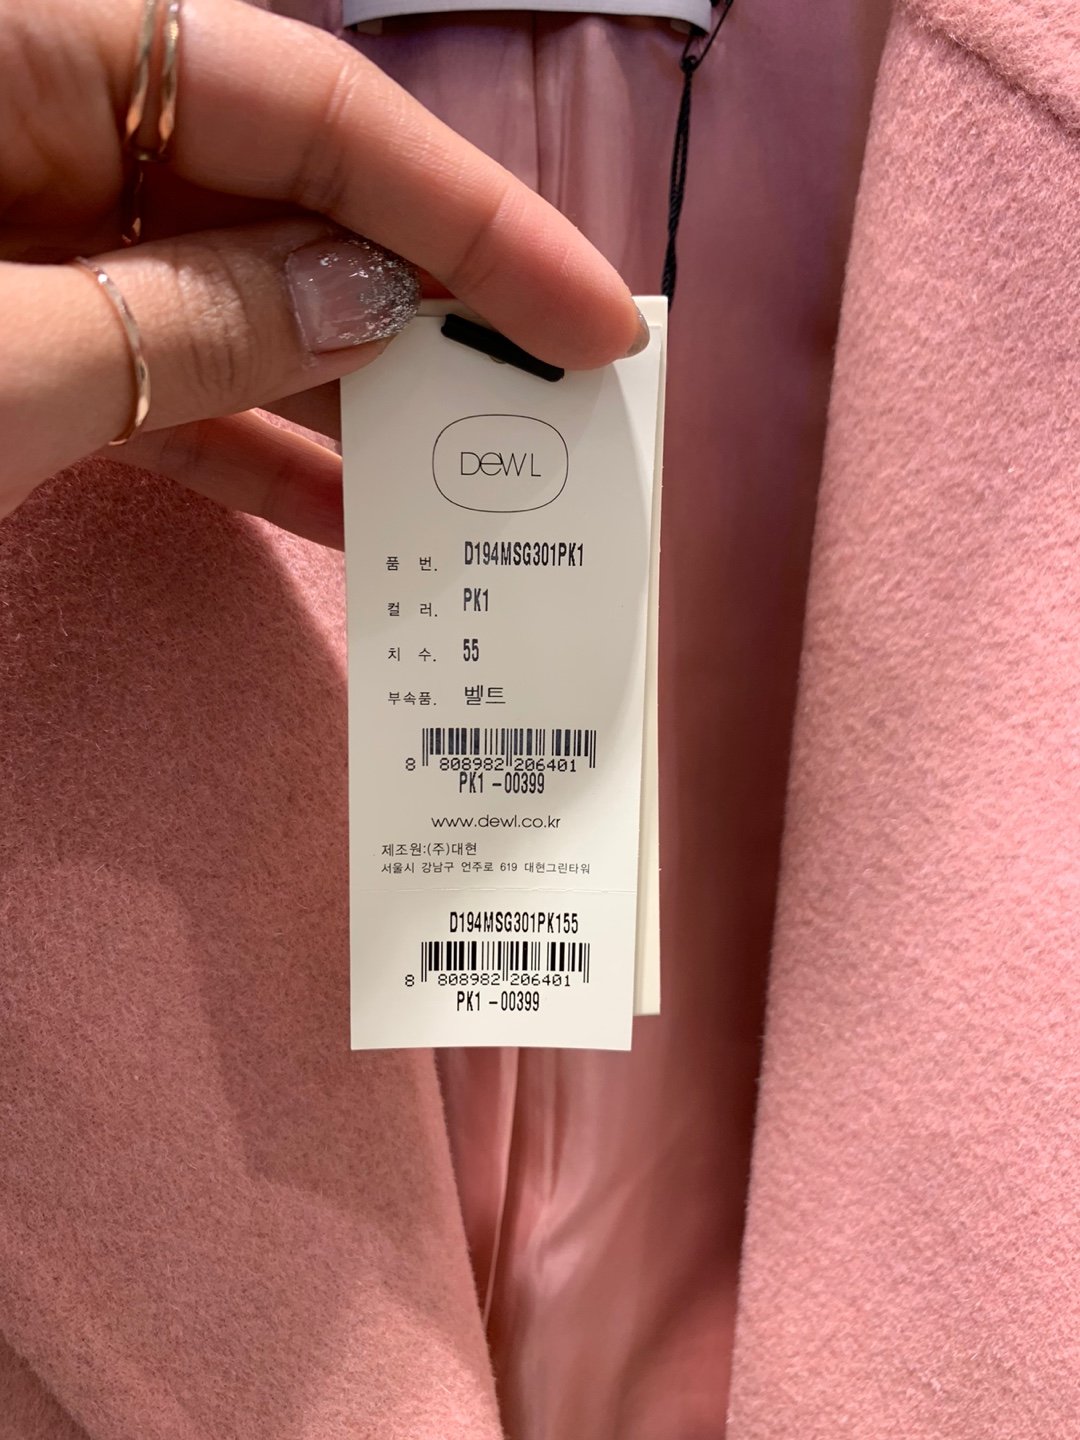 DEWL
품 번. D194MSG301PK1
컬 러. PK1
치 수. 55
부속품. 벨트
8 808982 206401
PK1 -00399
www.dewl.co.kr
제조원:(주)대현
서울시 강남구 언주로 619 대현그린타워
D194MSG301PK155
8 808982 206401
PK1 -00399